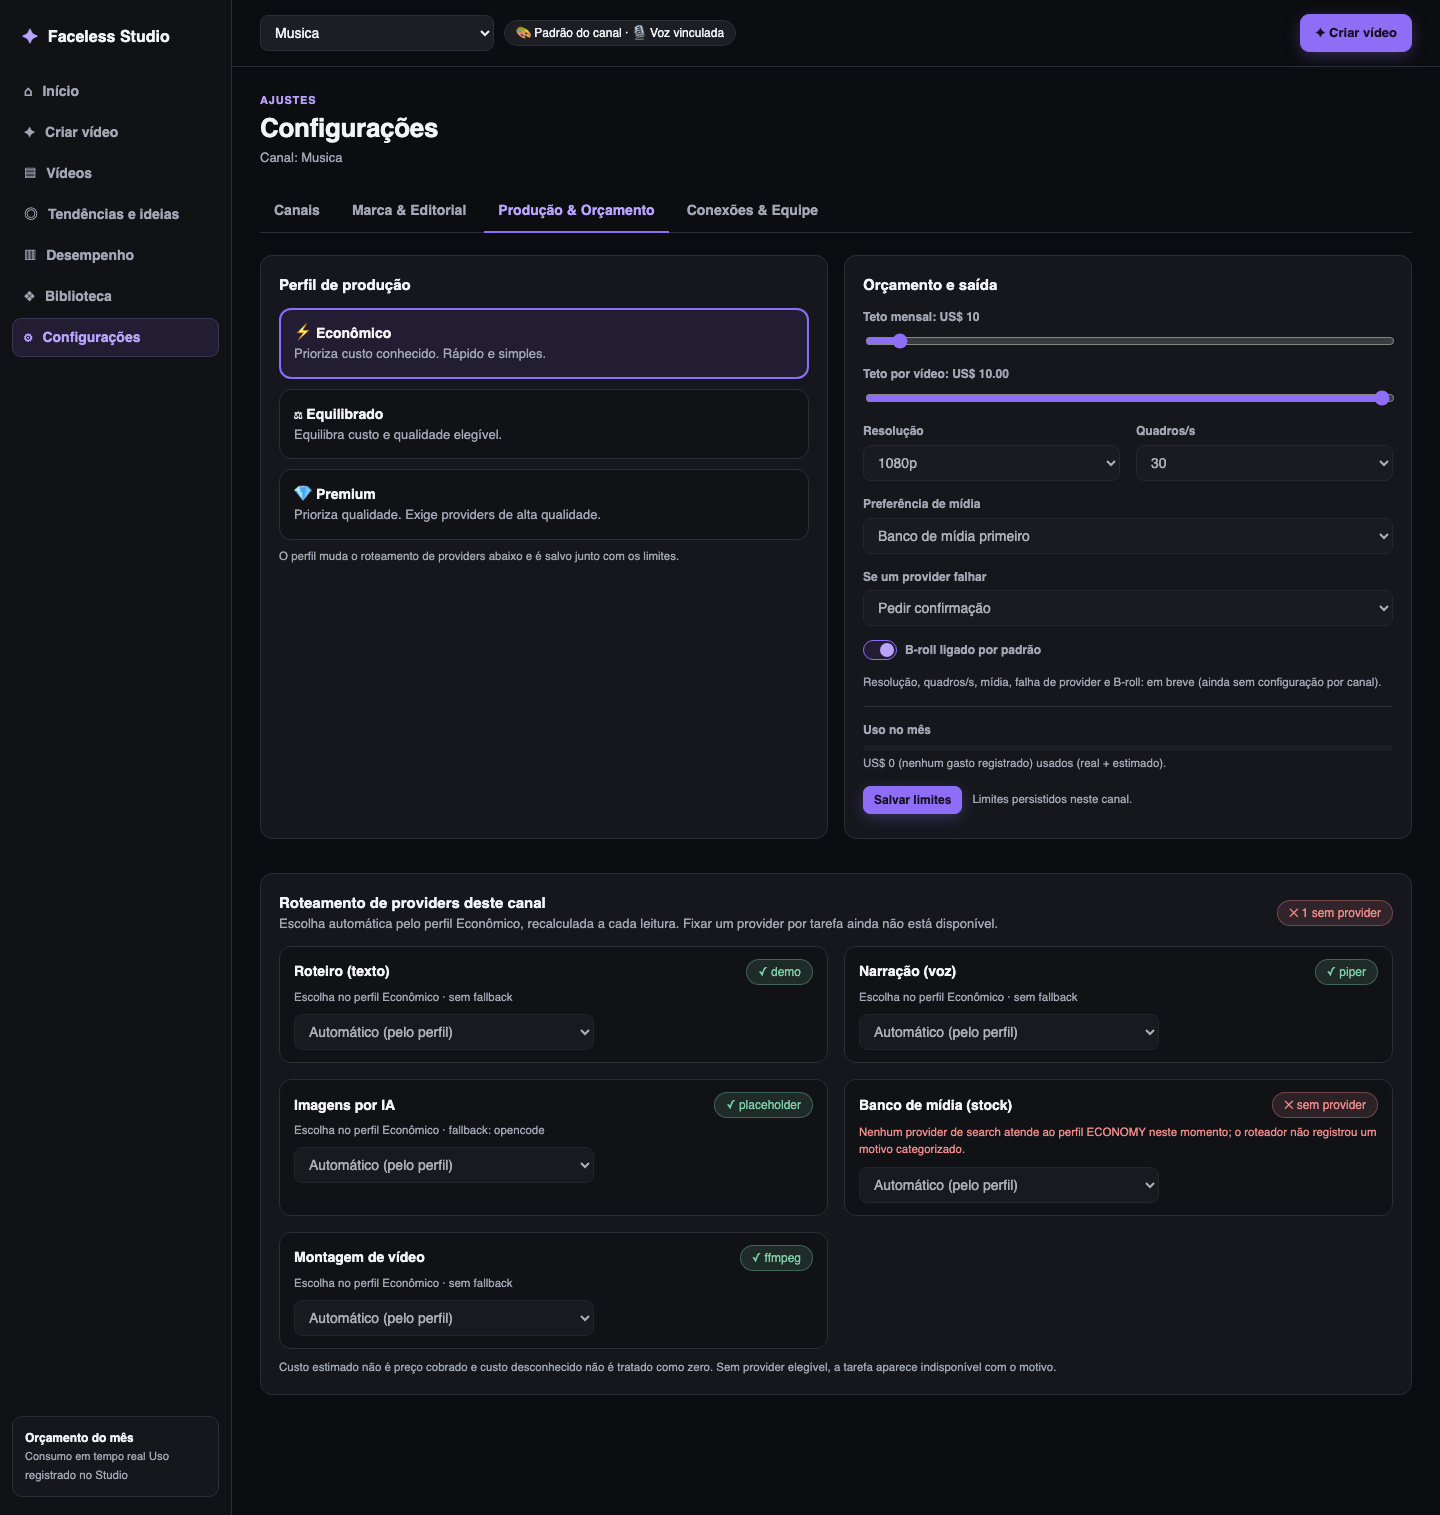 Faceless Studio
Início
Criar vídeo
Vídeos
Tendências e ideias
Desempenho
Biblioteca
Configurações
Orçamento do mês
Consumo em tempo real Uso
registrado no Studio
Musica
🎨 Padrão do canal · 🎙 Voz vinculada
✦ Criar vídeo
AJUSTES
Configurações
Canal: Musica
Canais
Marca & Editorial
Produção & Orçamento
Conexões & Equipe
Perfil de produção
⚡ Econômico
Prioriza custo conhecido. Rápido e simples.
⚖ Equilibrado
Equilibra custo e qualidade elegível.
💎 Premium
Prioriza qualidade. Exige providers de alta qualidade.
O perfil muda o roteamento de providers abaixo e é salvo junto com os limites.
Orçamento e saída
Teto mensal: US$ 10
Teto por vídeo: US$ 10.00
Resolução
Quadros/s
1080p
30
Preferência de mídia
Banco de mídia primeiro
Se um provider falhar
Pedir confirmação
B-roll ligado por padrão
Resolução, quadros/s, mídia, falha de provider e B-roll: em breve (ainda sem configuração por canal).
Uso no mês
US$ 0 (nenhum gasto registrado) usados (real + estimado).
Salvar limites
Limites persistidos neste canal.
Roteamento de providers deste canal
Escolha automática pelo perfil Econômico, recalculada a cada leitura. Fixar um provider por tarefa ainda não está disponível.
✕ 1 sem provider
Roteiro (texto)
✓ demo
Escolha no perfil Econômico · sem fallback
Automático (pelo perfil)
Narração (voz)
✓ piper
Escolha no perfil Econômico · sem fallback
Automático (pelo perfil)
Imagens por IA
✓ placeholder
Escolha no perfil Econômico · fallback: opencode
Automático (pelo perfil)
Banco de mídia (stock)
✕ sem provider
Nenhum provider de search atende ao perfil ECONOMY neste momento; o roteador não registrou um
motivo categorizado.
Automático (pelo perfil)
Montagem de vídeo
✓ ffmpeg
Escolha no perfil Econômico · sem fallback
Automático (pelo perfil)
Custo estimado não é preço cobrado e custo desconhecido não é tratado como zero. Sem provider elegível, a tarefa aparece indisponível com o motivo.